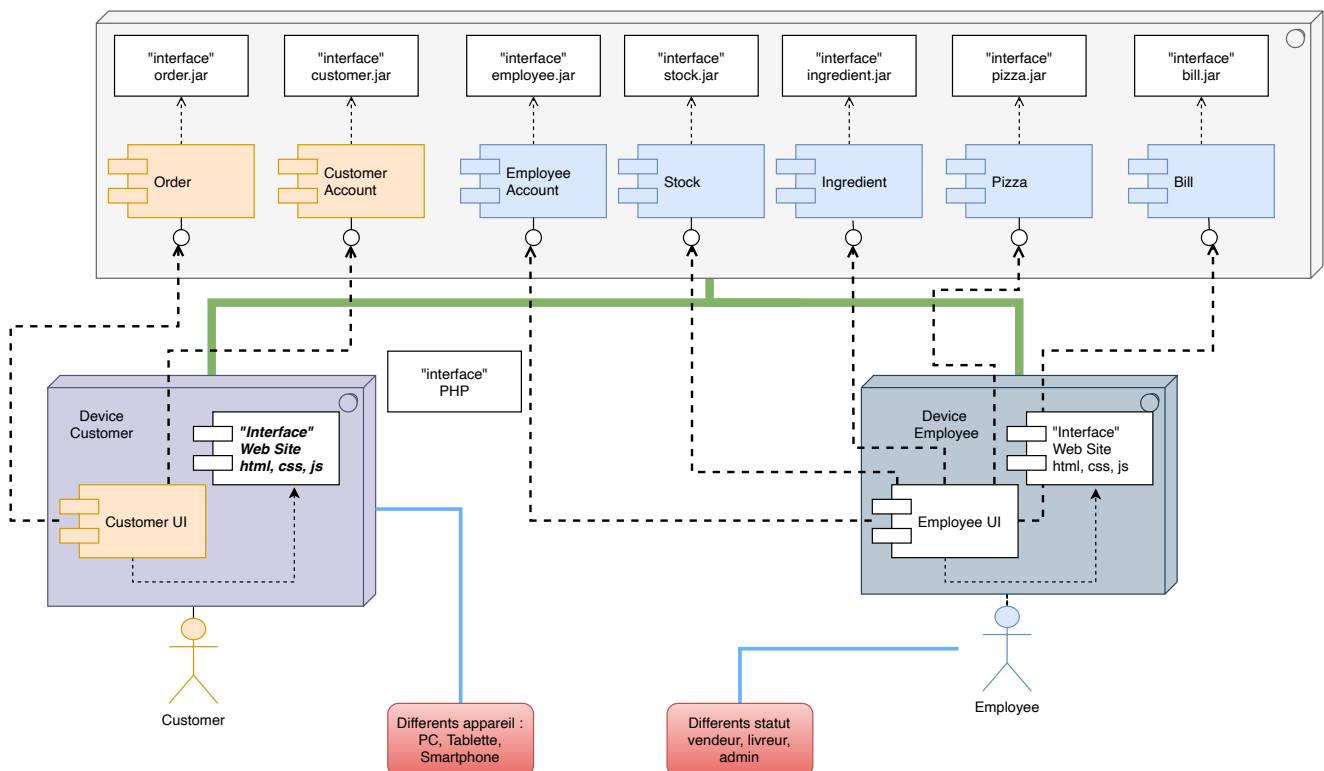 "interface"
order.jar
"interface"
customer.jar
"interface"
employee.jar
"interface"
stock.jar
"interface"
ingredient.jar
"interface"
pizza.jar
"interface"
bill.jar
Order
Customer
Account
Employee
Account
Stock
Ingredient
Pizza
Bill
"interface"
PHP
Device
Customer
"Interface"
Web Site
html, css, js
Customer UI
Device
Employee
"Interface"
Web Site
html, css, js
Employee UI
Customer
Employee
Differents appareil :
PC, Tablette,
Smartphone
Differents statut
vendeur, livreur,
admin